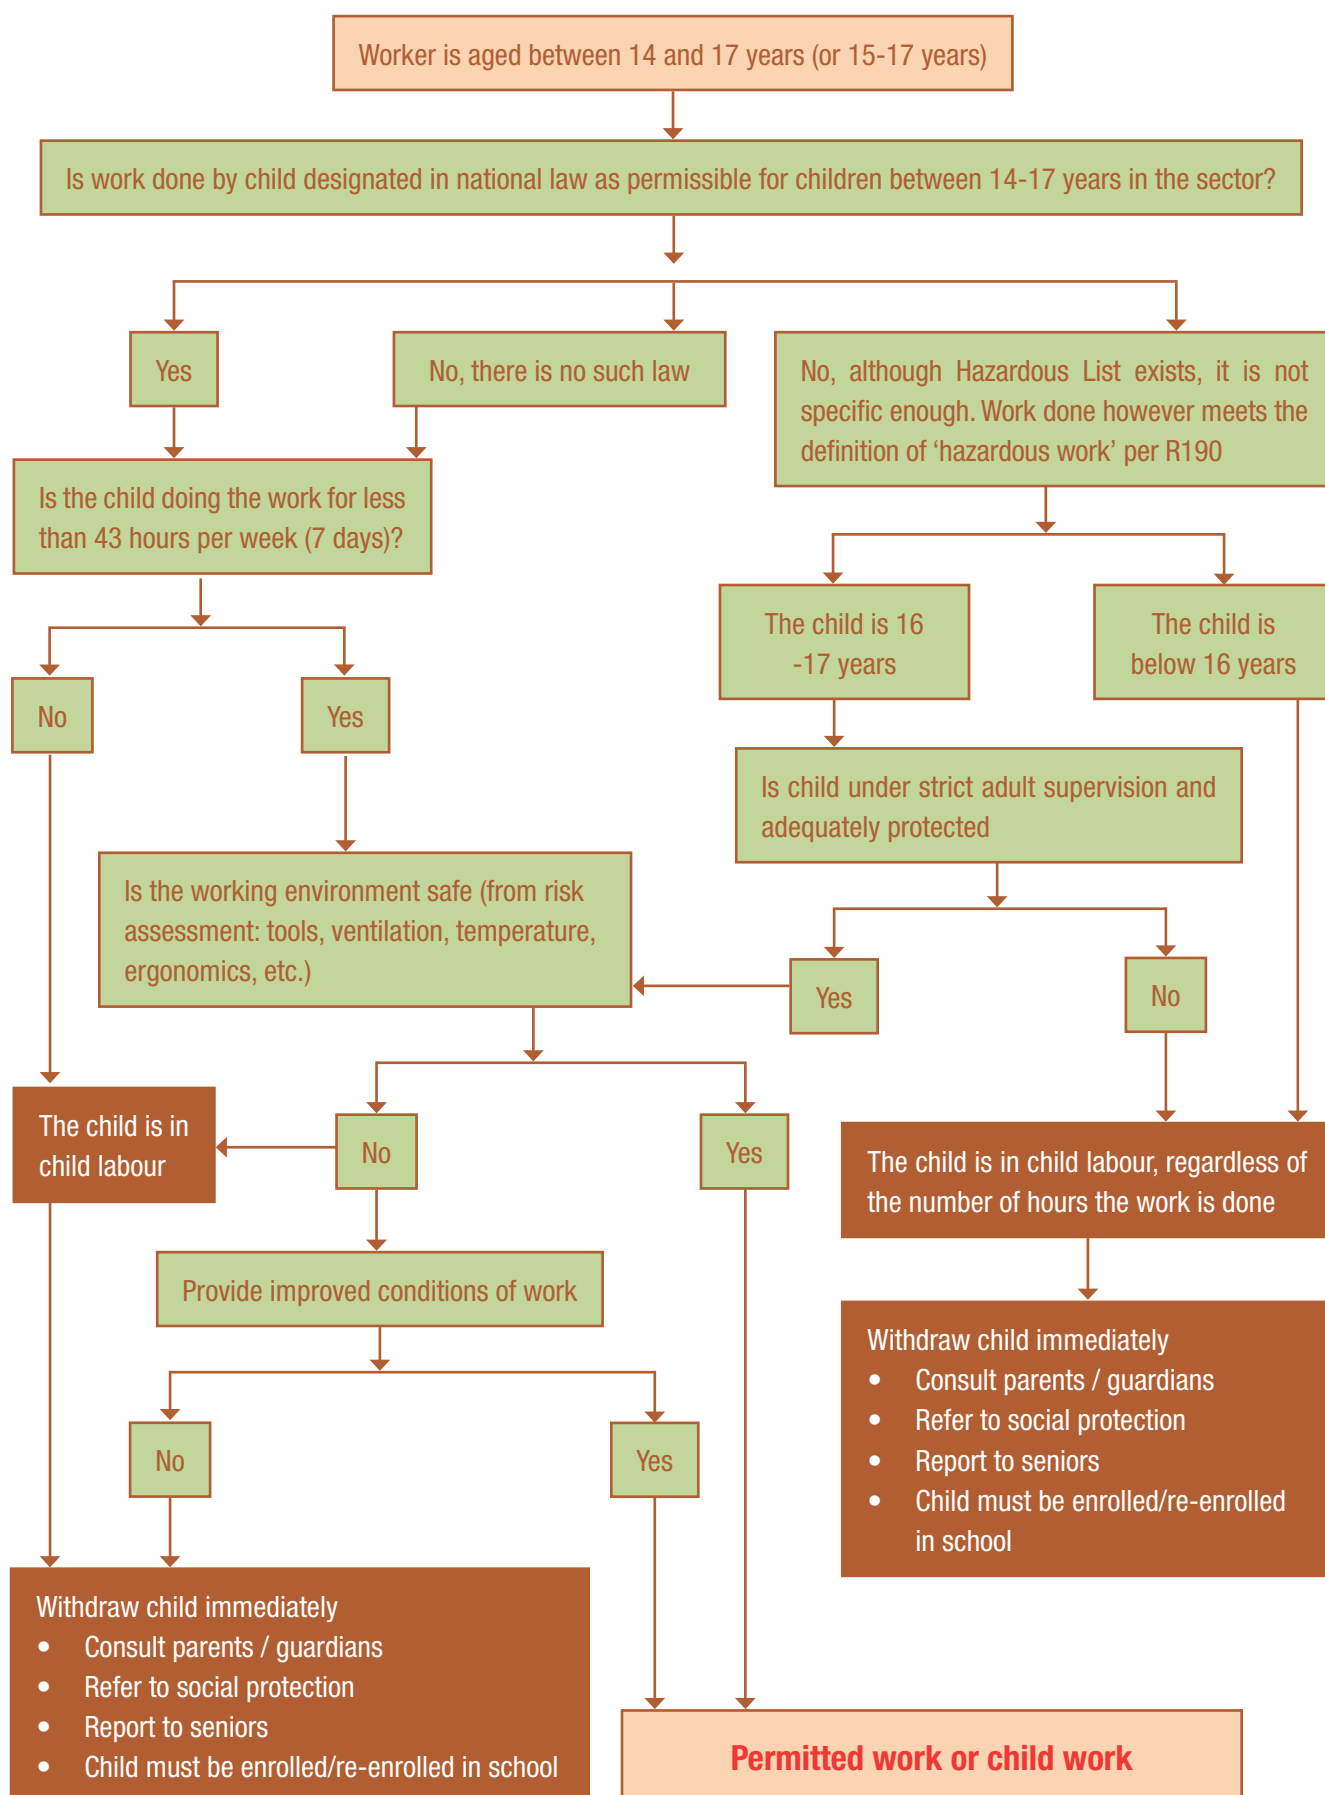 Worker is aged between 14 and 17 years (or 15-17 years)
Is work done by child designated in national law as permissible for children between 14-17 years in the sector?
Yes
No, there is no such law
No, although Hazardous List exists, it is not
specific enough. Work done however meets the
definition of ‘hazardous work’ per R190
Is the child doing the work for less
than 43 hours per week (7 days)?
The child is 16
-17 years
The child is
below 16 years
No
Yes
Is child under strict adult supervision and
adequately protected
Is the working environment safe (from risk
assessment: tools, ventilation, temperature,
ergonomics, etc.)
Yes
No
The child is in
child labour
No
Yes
The child is in child labour, regardless of
the number of hours the work is done
Provide improved conditions of work
Withdraw child immediately
• Consult parents / guardians
• Refer to social protection
• Report to seniors
• Child must be enrolled/re-enrolled
in school
No
Yes
Withdraw child immediately
• Consult parents / guardians
• Refer to social protection
• Report to seniors
• Child must be enrolled/re-enrolled in school
Permitted work or child work